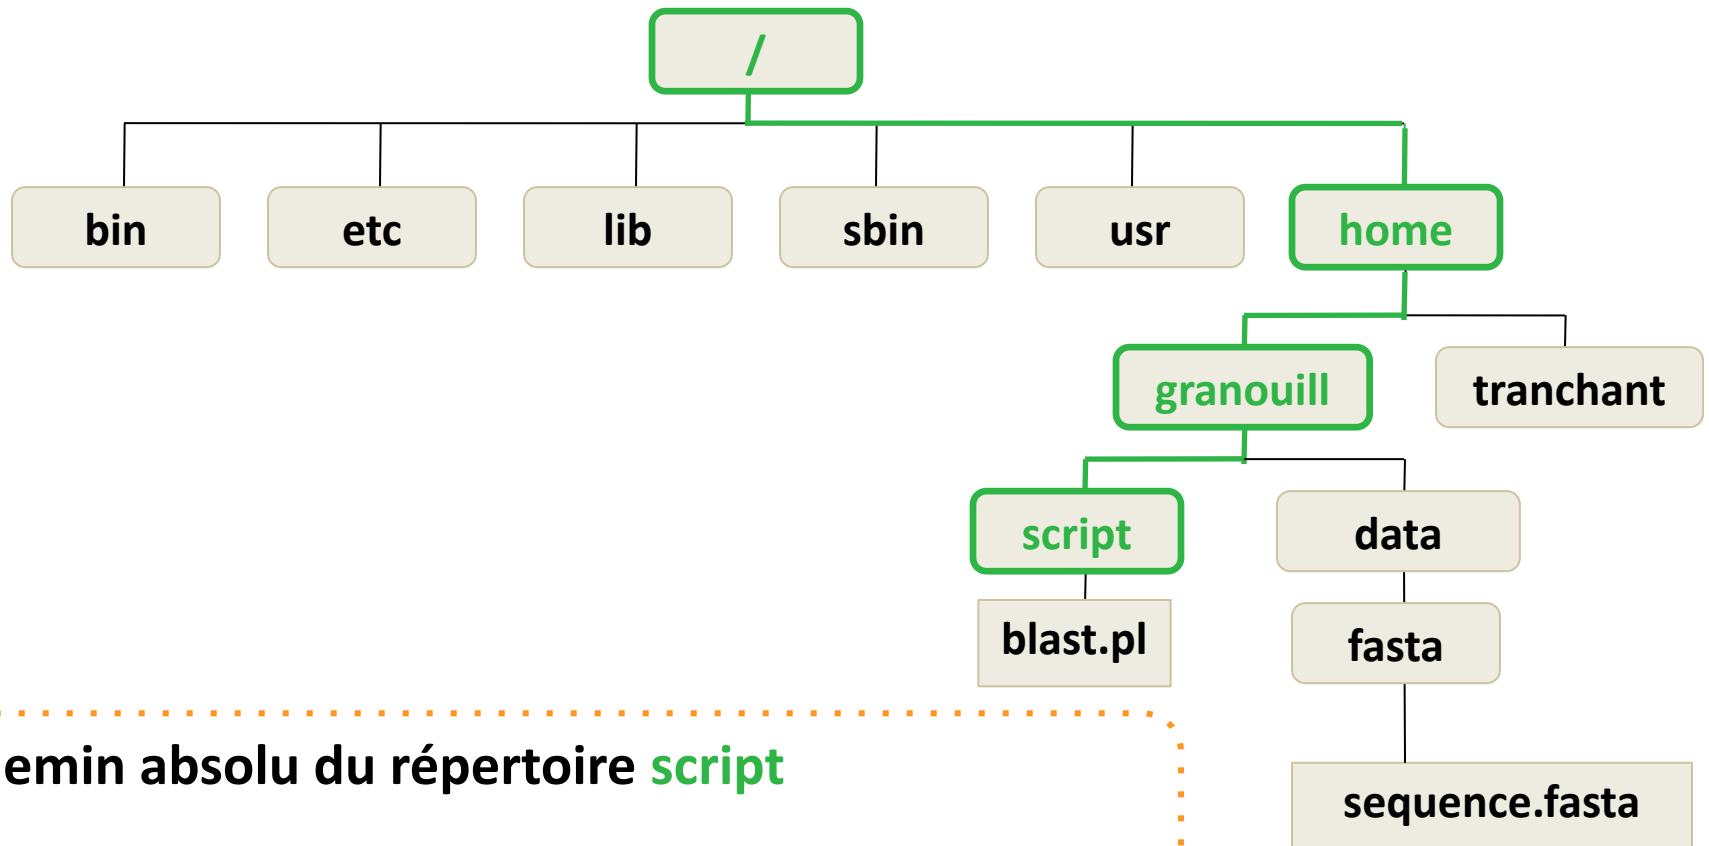 /
bin
etc
lib
sbin
usr
home
granouill
tranchant
script
data
blast.pl
fasta
emin absolu du répertoire script
sequence.fasta